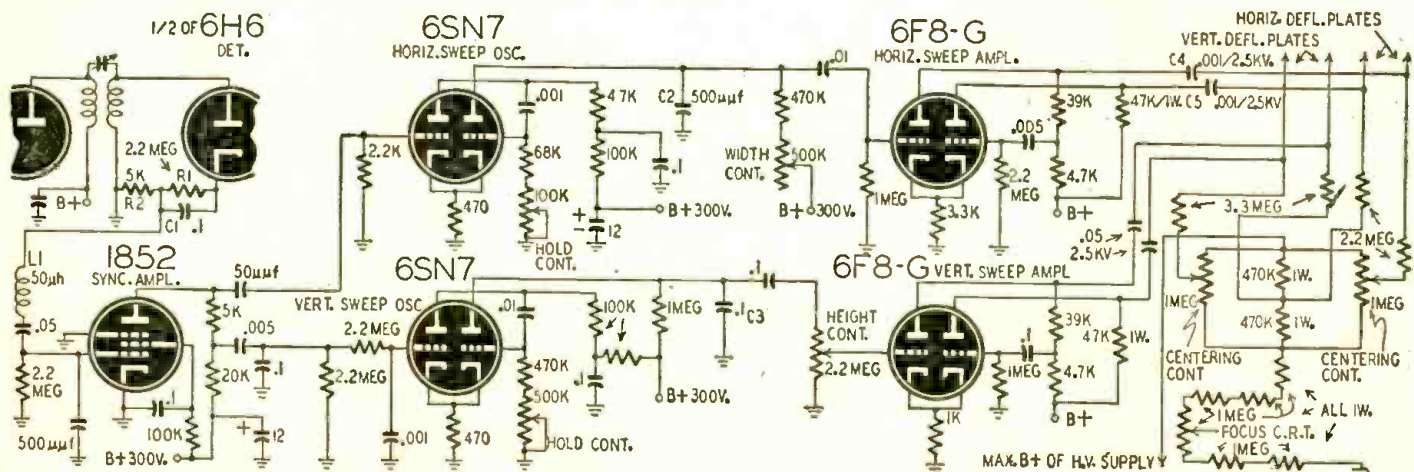 1/2 OF 6H6
DET.
2.2 MEG
R1
5K
R2
B+
C1 .1
L1
50µh
1852
SYNC. AMPL.
.05
2.2
MEG
500µµf
.1
100K
B+300V.
50µµf
5K
.005
20K
12
+
.1
6SN7
HORIZ. SWEEP OSC.
2.2K
470
.001
68K
100K
HOLD
CONT.
4.7K
100K
.1
B+300V.
+
-
12
C2
500µµf
470K
WIDTH
CONT.
500K
B+300V.
.01
VERT. SWEEP OSC
6SN7
2.2 MEG
2.2MEG
.001
470
.01
470K
500K
HOLD CONT.
100K
.1
1MEG
B+300V.
.1
.1 C3
HEIGHT
CONT.
2.2 MEG
6F8-G
HORIZ. SWEEP AMPL.
1MEG
3.3K
.005
2.2
MEG
39K
4.7K
B+
47K/1W.
C4 .001/2.5KV.
C5 .001/2.5KV
6F8-G VERT. SWEEP AMPL
.05
2.5KV
1K
.1
1MEG
39K
4.7K
47K
1W.
B+
HORIZ. DEFL. PLATES
VERT. DEFL. PLATES
3.3 MEG
2.2 MEG
1MEG
470K
1W.
470K
1W.
1MEG
CENTERING
CONT
CENTERING
CONT.
1MEG
ALL 1W.
FOCUS C.R.T.
1MEG
MAX. B+ OF H.V. SUPPLY